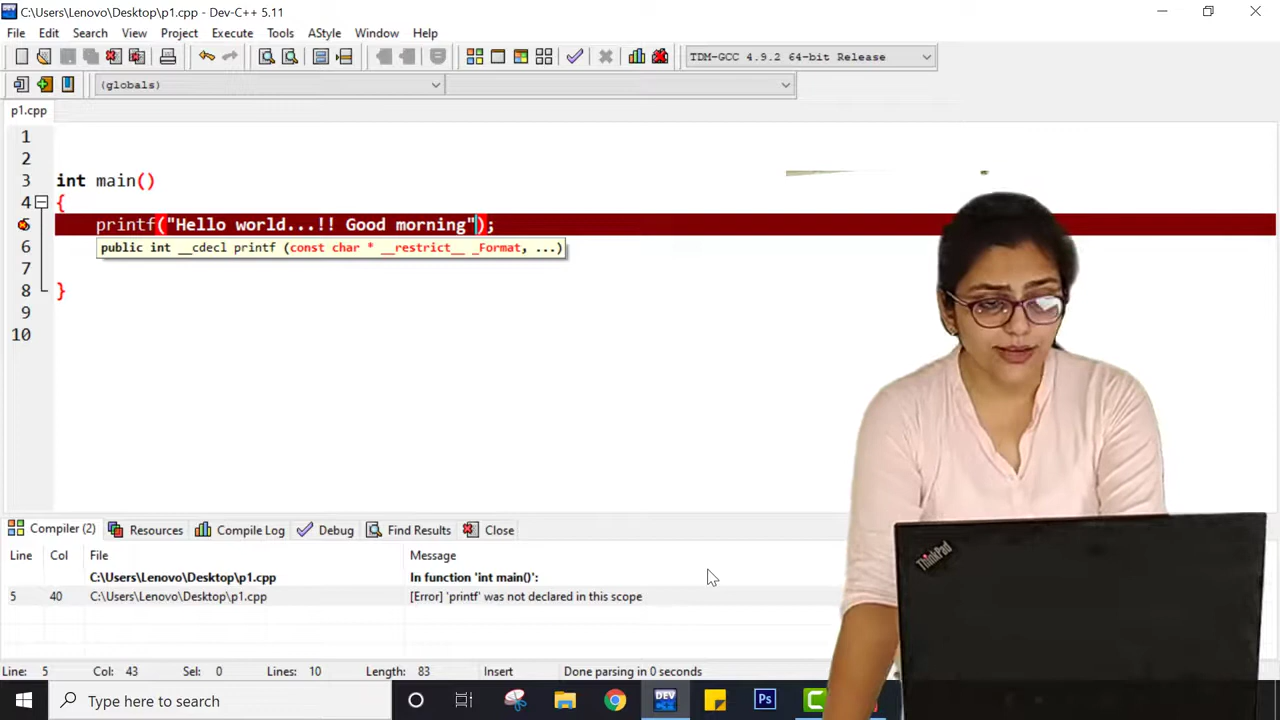 C:\Users\Lenovo\Desktop\p1.cpp - Dev-C++ 5.11
File Edit Search View Project Execute Tools AStyle Window Help
TDM-GCC 4.9.2 64-bit Release
(globals)
p1.cpp
1
2
3 int main()
4 {
5 printf("Hello world...!! Good morning");
6 public int __cdecl printf (const char * __restrict__ _Format, ...)
7
8 }
9
10
Compiler (2) Resources Compile Log Debug Find Results Close
Line Col File Message
C:\Users\Lenovo\Desktop\p1.cpp In function 'int main()':
5 40 C:\Users\Lenovo\Desktop\p1.cpp [Error] 'printf' was not declared in this scope
Line: 5 Col: 43 Sel: 0 Lines: 10 Length: 83 Insert Done parsing in 0 seconds
Type here to search DEV Ps
ThinkPad